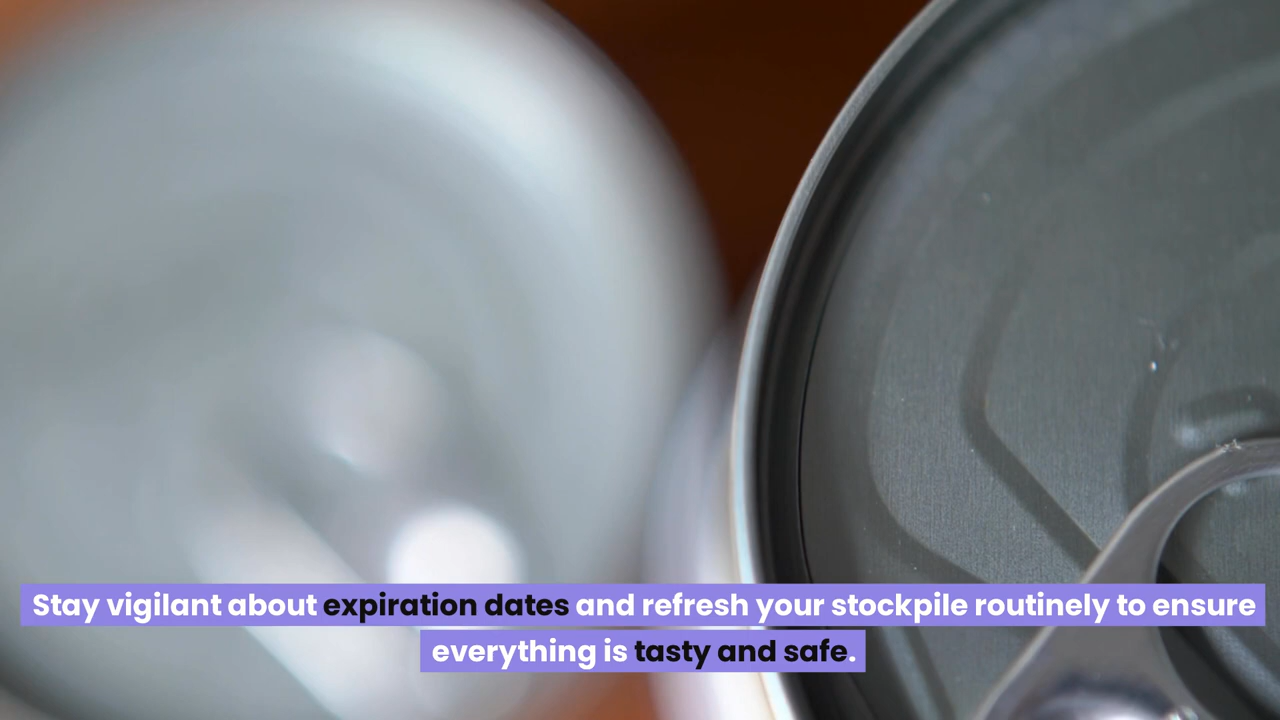 Stay vigilant about expiration dates and refresh your stockpile routinely to ensure
everything is tasty and safe.